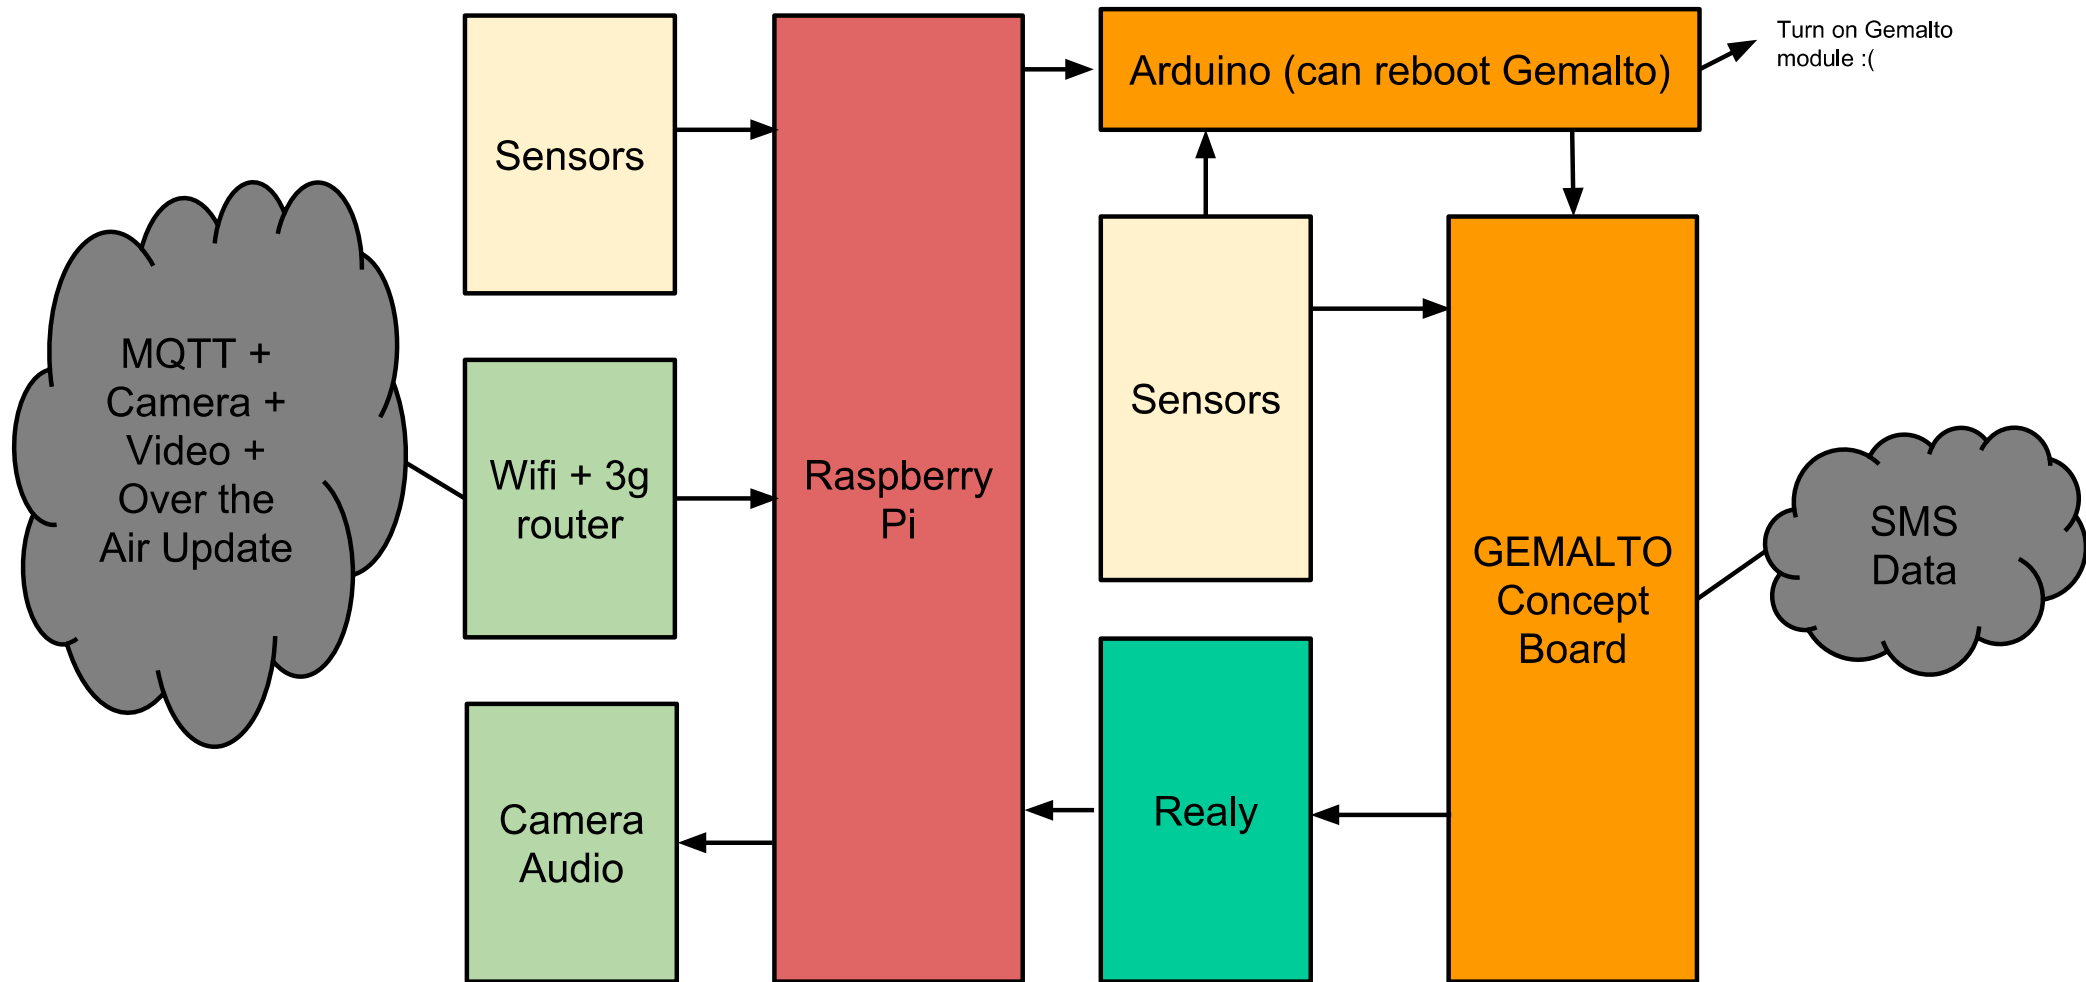 Sensors
MQTT +
Camera +
Video +
Over the
Air Update
Wifi + 3g
router
Camera
Audio
Raspberry
Pi
Arduino (can reboot Gemalto)
Turn on Gemalto
module :(
Sensors
Realy
GEMALTO
Concept
Board
SMS
Data